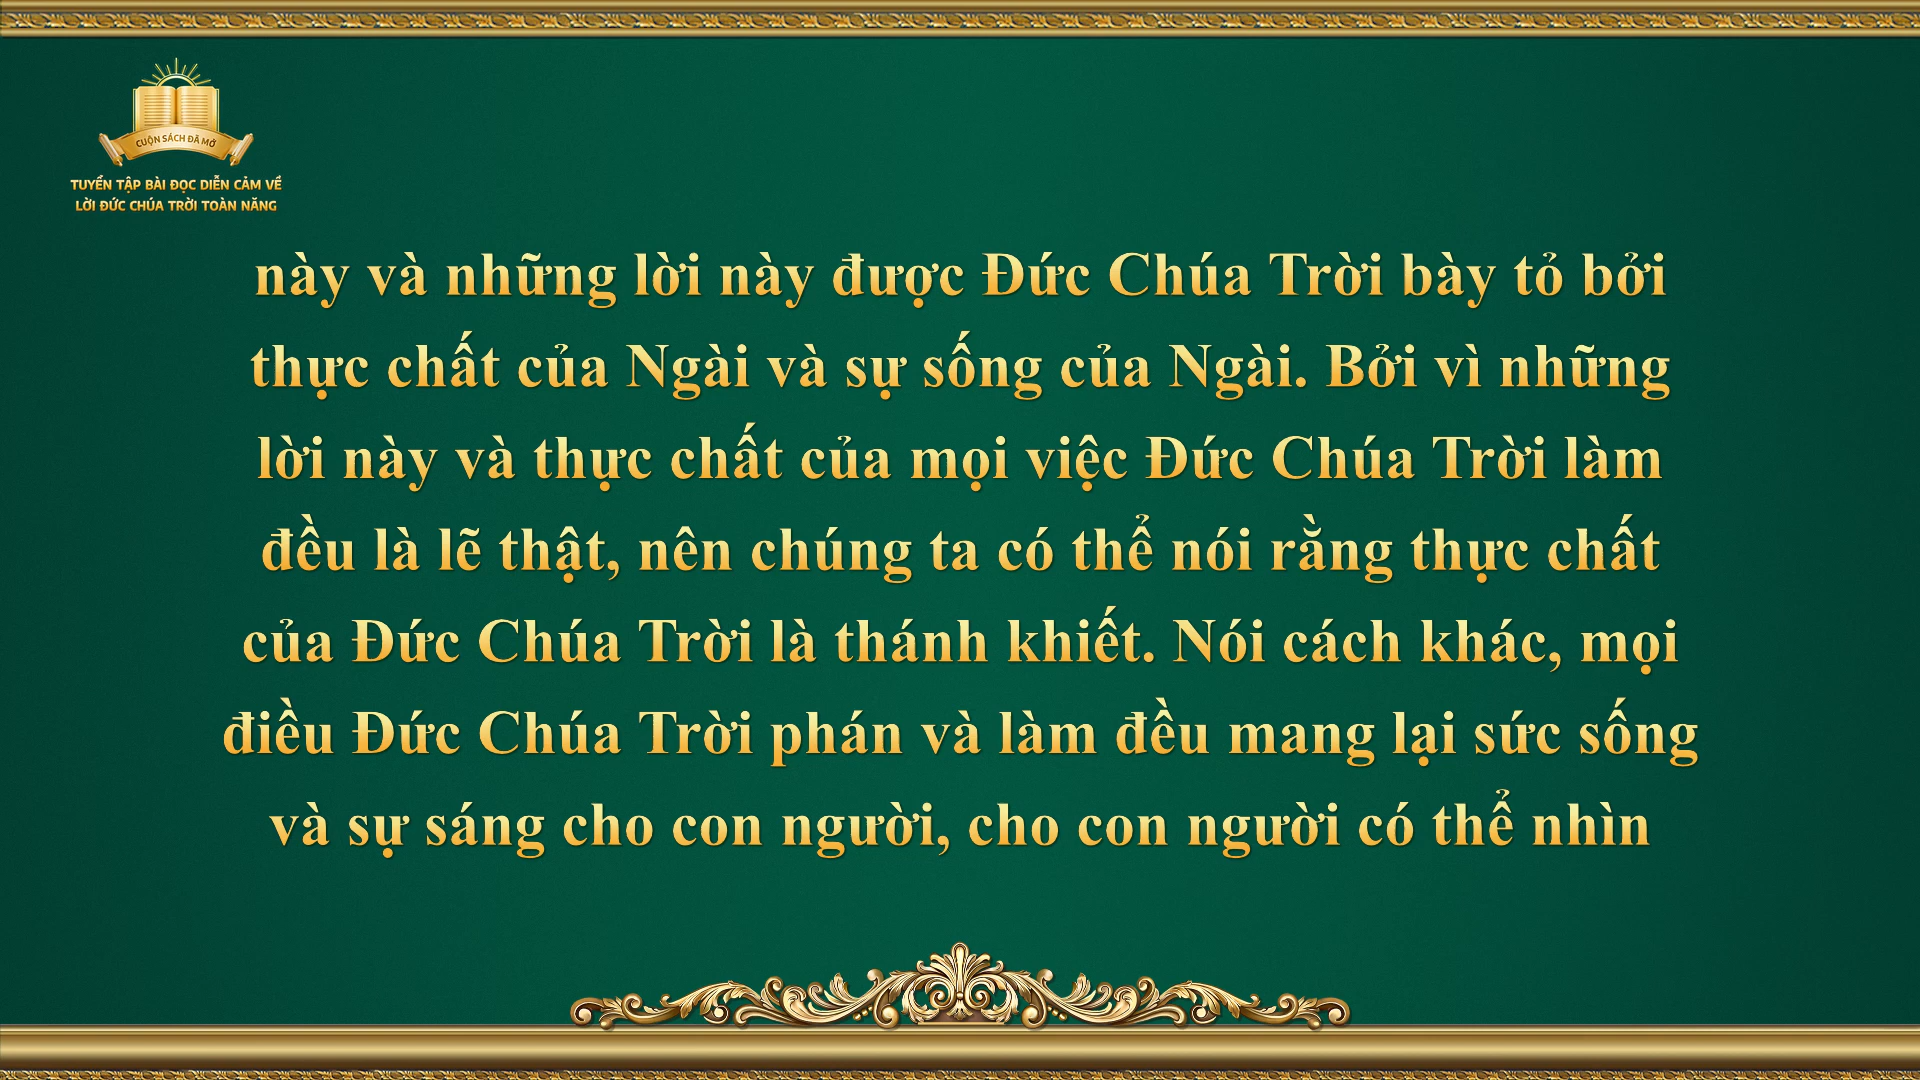 CUỘN SÁCH ĐÃ MỞ
TUYỂN TẬP BÀI ĐỌC DIỄN CẢM VỀ
LỜI ĐỨC CHÚA TRỜI TOÀN NĂNG
này và những lời này được Đức Chúa Trời bày tỏ bởi
thực chất của Ngài và sự sống của Ngài. Bởi vì những
lời này và thực chất của mọi việc Đức Chúa Trời làm
đều là lẽ thật, nên chúng ta có thể nói rằng thực chất
của Đức Chúa Trời là thánh khiết. Nói cách khác, mọi
điều Đức Chúa Trời phán và làm đều mang lại sức sống
và sự sáng cho con người, cho con người có thể nhìn